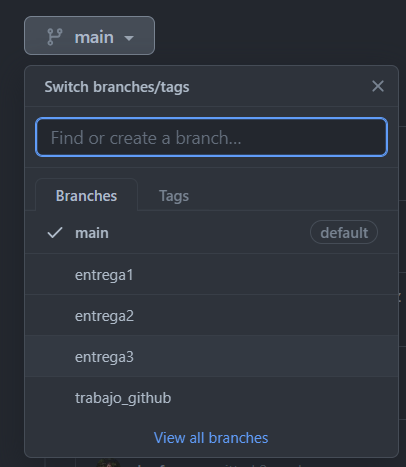 main
Switch branches/tags
Find or create a branch...
Branches Tags
main default
entrega1
entrega2
entrega3
trabajo_github
View all branches